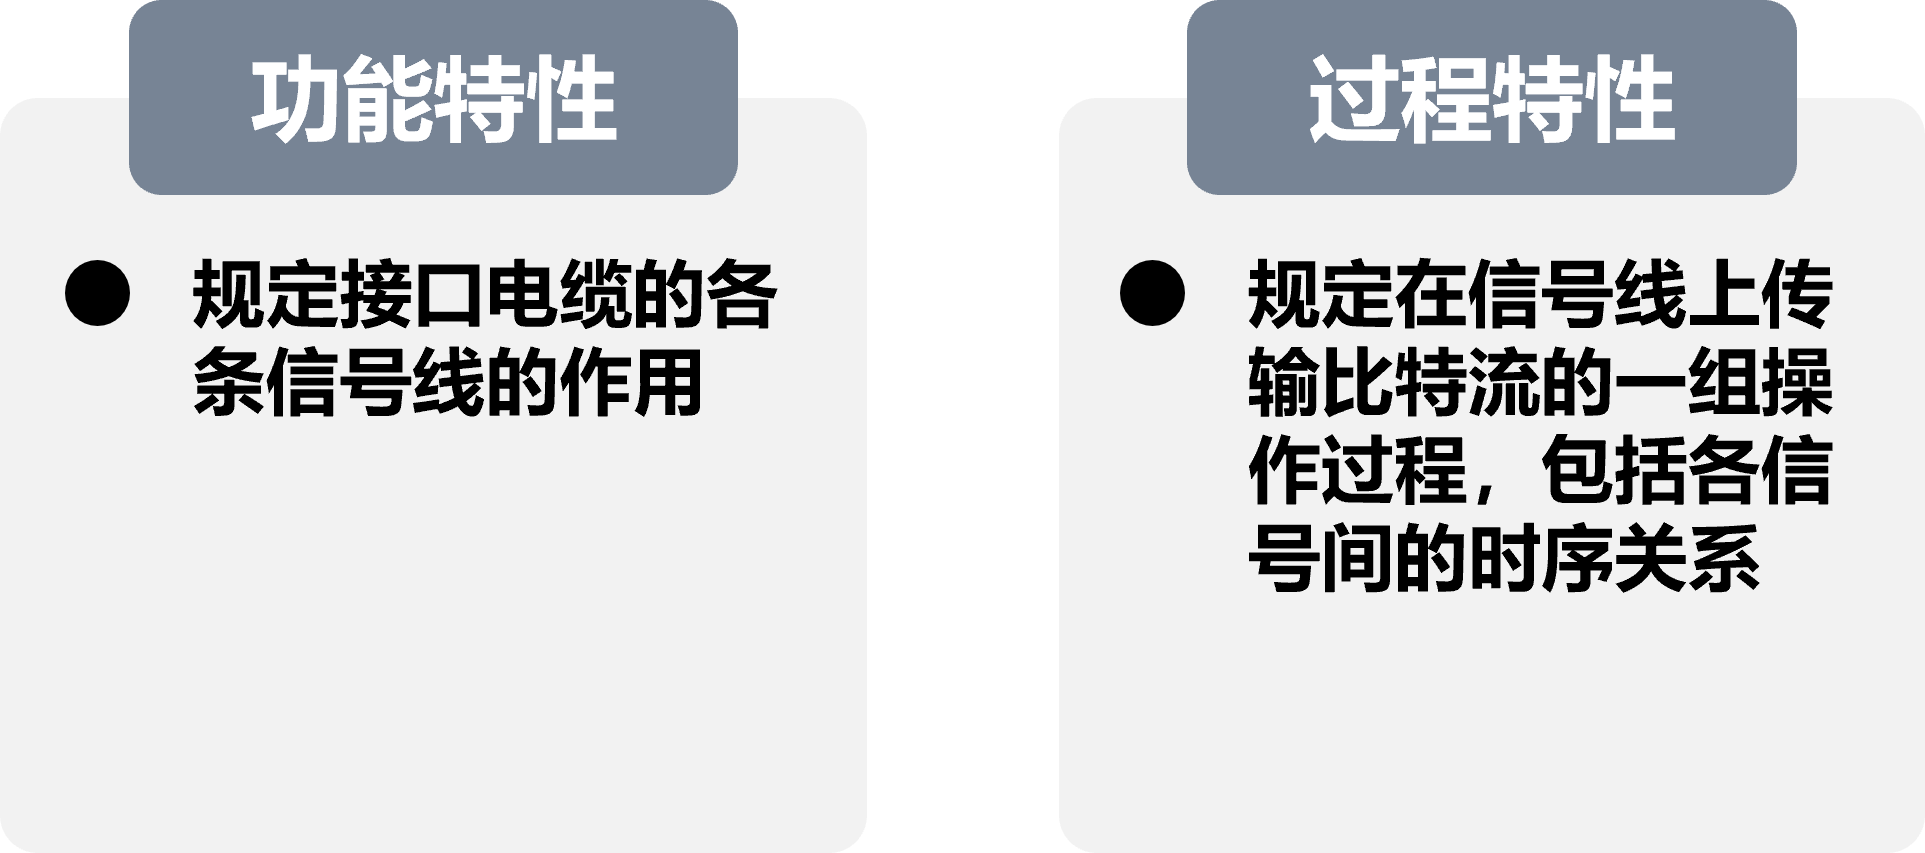 功能特性
规定接口电缆的各
条信号线的作用
过程特性
规定在信号线上传
输比特流的一组操
作过程，包括各信
号间的时序关系